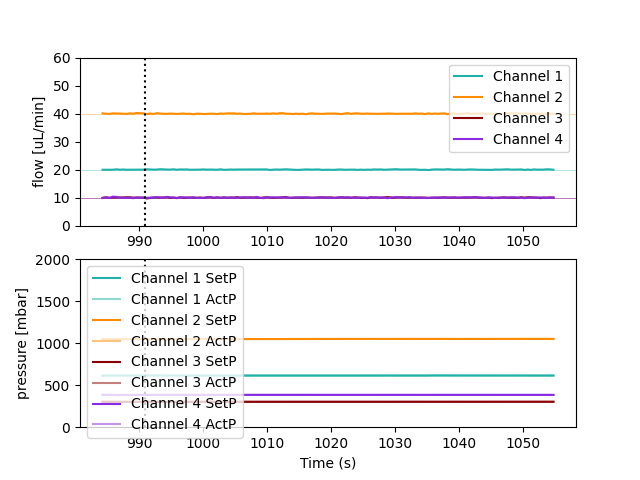 60
50
40
30
20
10
0
flow [uL/min]
Channel 1
Channel 2
Channel 3
Channel 4
990 1000 1010 1020 1030 1040 1050
2000
1500
1000
500
0
pressure [mbar]
Channel 1 SetP
Channel 1 ActP
Channel 2 SetP
Channel 2 ActP
Channel 3 SetP
Channel 3 ActP
Channel 4 SetP
Channel 4 ActP
990 1000 1010 1020 1030 1040 1050
Time (s)